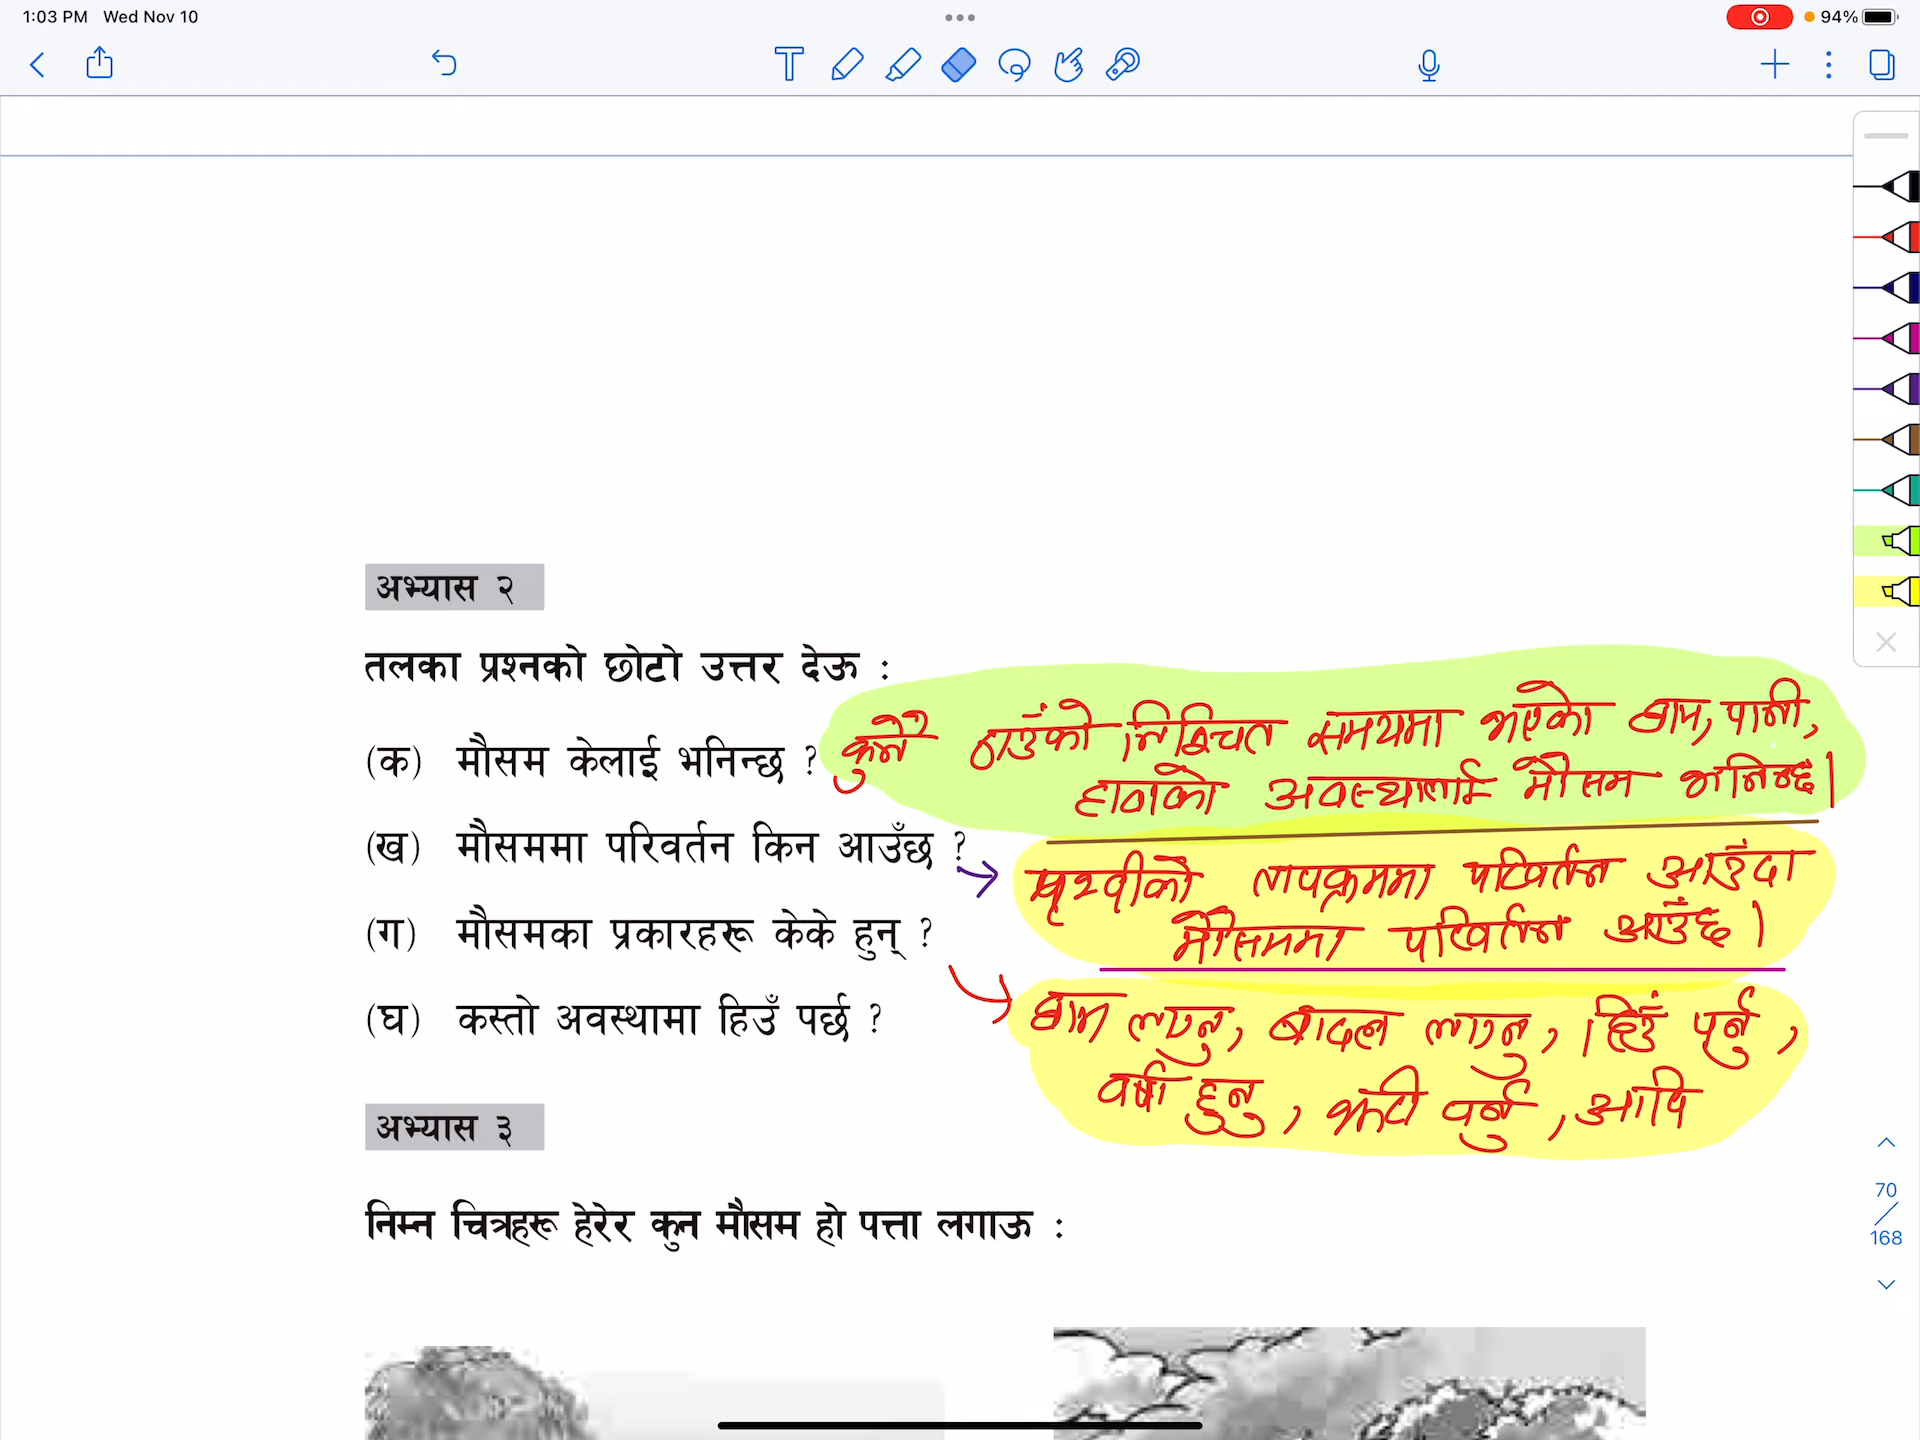 1:03 PM Wed Nov 10
94%
अभ्यास २
तलका प्रश्नको छोटो उत्तर देऊ :
(क) मौसम केलाई भनिन्छ ?
कुनै ठाउँको निश्चित समयमा भएको घाम, पानी,
हावाको अवस्थालाई मौसम भनिन्छ।
(ख) मौसममा परिवर्तन किन आउँछ ?
पृथ्वीको तापक्रममा परिवर्तन आउँदा
मौसममा परिवर्तन आउँछ।
(ग) मौसमका प्रकारहरू केके हुन् ?
घाम लाग्नु, बादल लाग्नु, हिउँ पर्नु,
वर्षा हुनु, झरी पर्नु, आदि
(घ) कस्तो अवस्थामा हिउँ पर्छ ?
अभ्यास ३
निम्न चित्रहरू हेरेर कुन मौसम हो पत्ता लगाऊ :
70
168